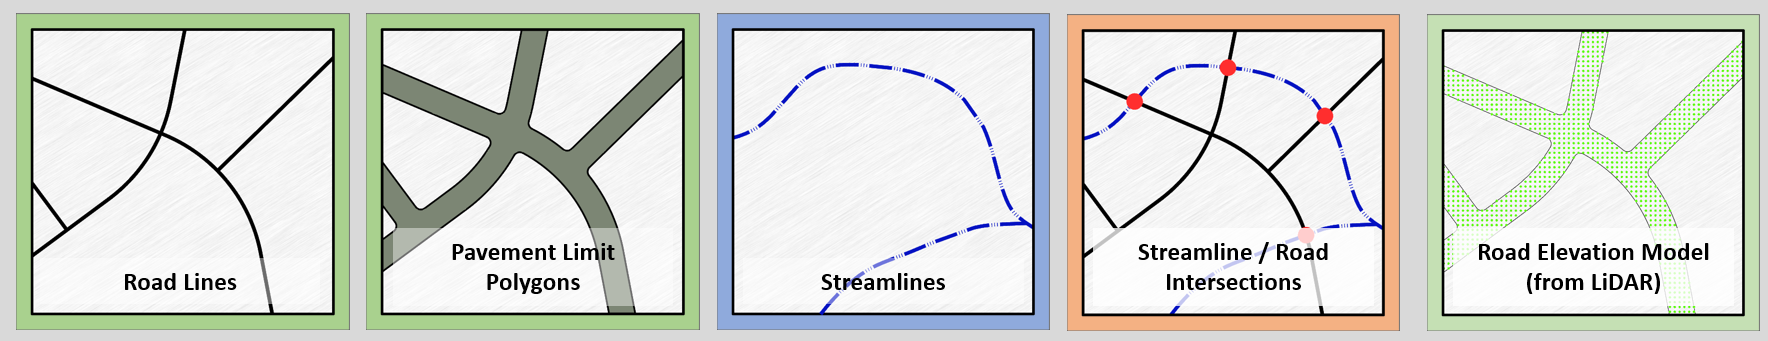 Road Lines
Pavement Limit
Polygons
Streamlines
Streamline / Road
Intersections
Road Elevation Model
(from LiDAR)